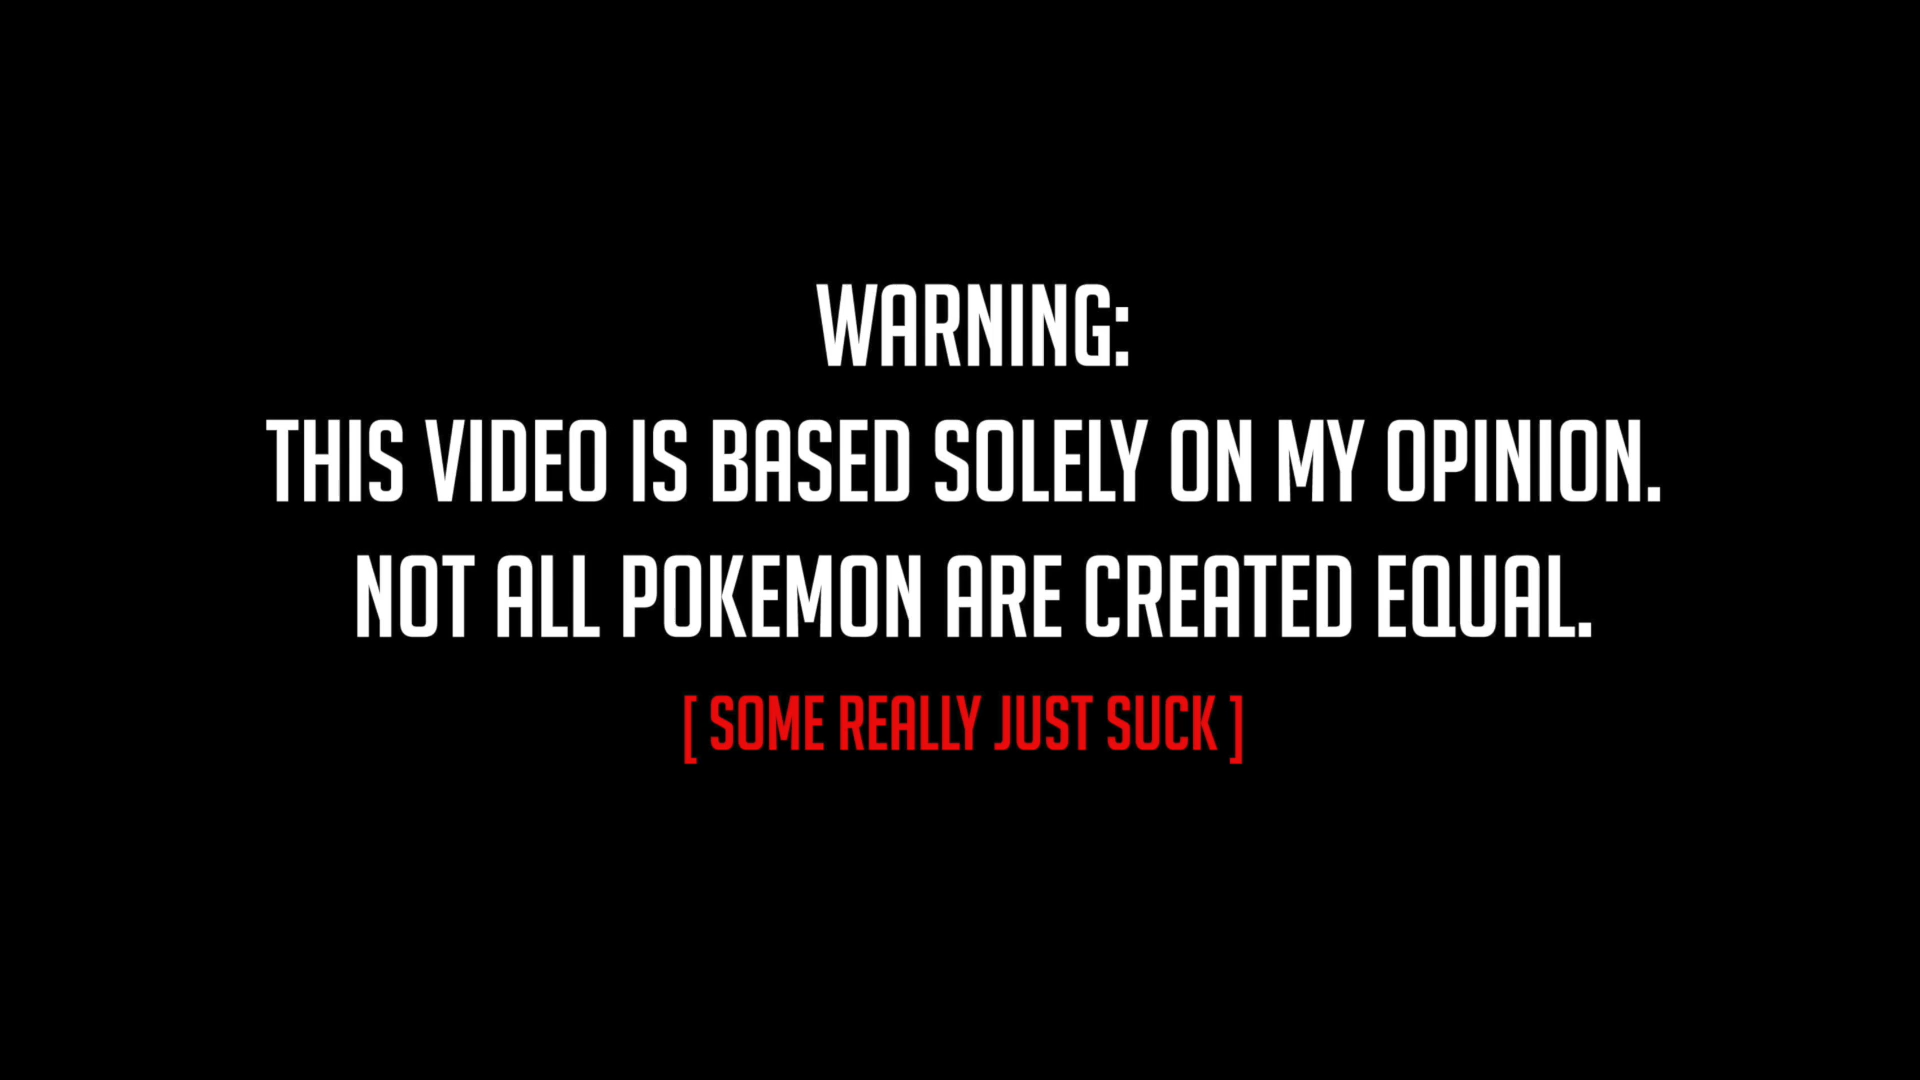 WARNING:
THIS VIDEO IS BASED SOLELY ON MY OPINION.
NOT ALL POKEMON ARE CREATED EQUAL.
[ SOME REALLY JUST SUCK ]